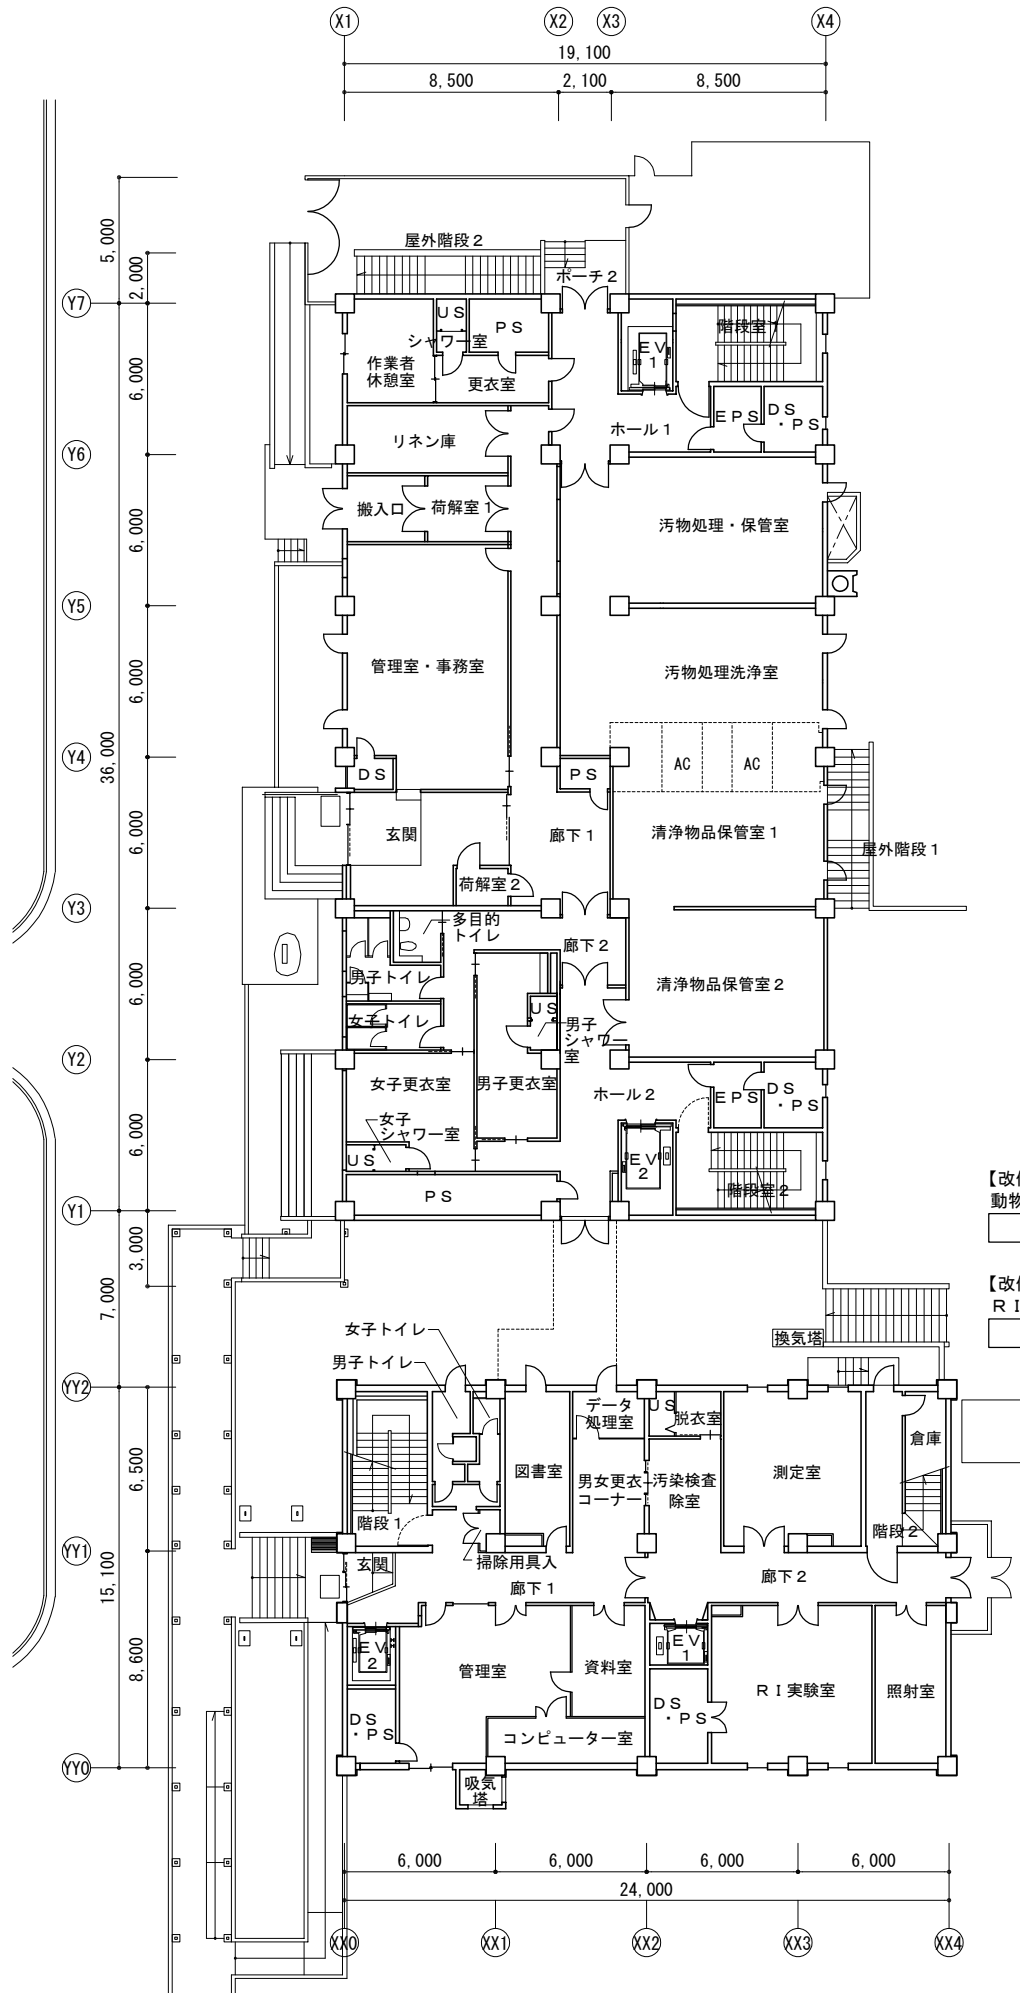 X1
X2
X3
X4
19,100
8,500
2,100
8,500
5,000
屋外階段2
2,000
ポーチ2
Y7
US
PS
シャワー室
作業者
休憩室
更衣室
EV
1
階段室1
6,000
6,000
EPS
DS
・PS
ホール1
リネン庫
Y6
搬入口
荷解室1
汚物処理・保管室
6,000
Y5
管理室・事務室
汚物処理洗浄室
6,000
36,000
Y4
DS
PS
AC
AC
玄関
廊下1
清浄物品保管室1
屋外階段1
6,000
荷解室2
Y3
多目的
トイレ
廊下2
男子トイレ
清浄物品保管室2
6,000
US
女子トイレ
男子
シャワー
室
Y2
女子更衣室
男子更衣室
ホール2
EPS
DS
・PS
女子
シャワー室
6,000
US
EV
2
階段室2
PS
Y1
【改修
動物
3,000
7,000
【改修
RI
女子トイレ
男子トイレ
換気塔
YY2
データ
処理室
US
脱衣室
倉庫
図書室
男女更衣
コーナー
汚染検査
除室
測定室
6,500
階段1
階段2
YY1
玄関
掃除用具入
廊下1
廊下2
15,100
EV
2
EV
1
管理室
資料室
RI実験室
照射室
8,600
DS
・PS
DS
・PS
コンピューター室
YY0
吸気
塔
6,000
6,000
6,000
6,000
24,000
XX0
XX1
XX2
XX3
XX4